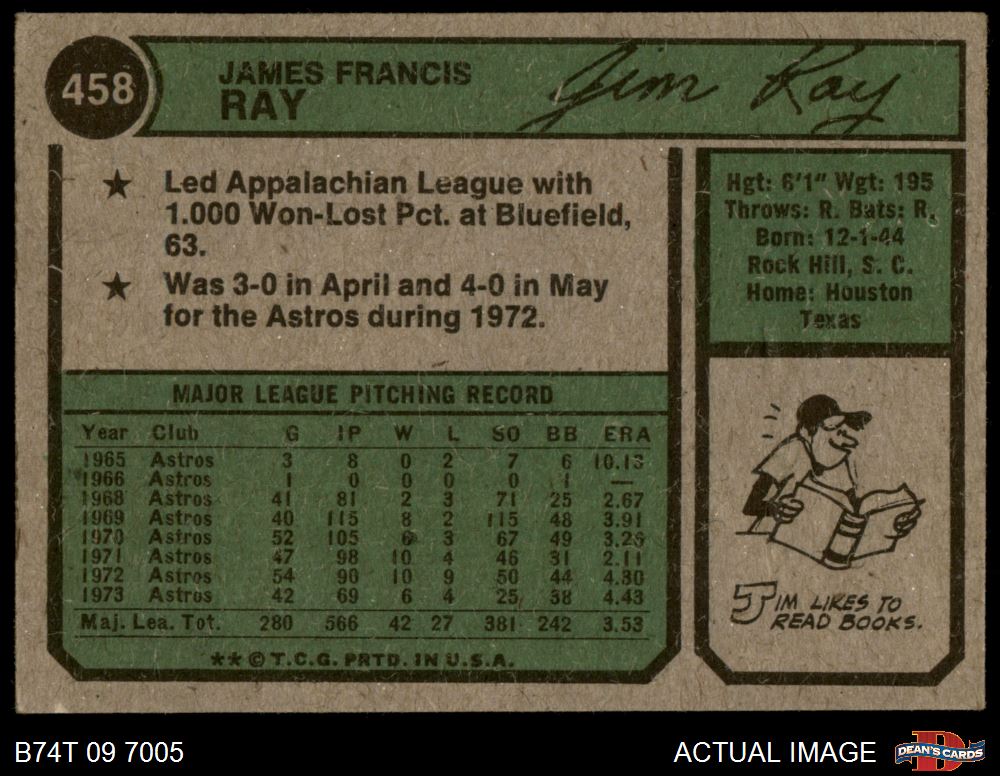 458
JAMES FRANCIS
RAY
Jim Ray
★ Led Appalachian League with
1.000 Won-Lost Pct. at Bluefield,
63.
★ Was 3-0 in April and 4-0 in May
for the Astros during 1972.
Hgt: 6'1" Wgt: 195
Throws: R. Bats: R.
Born: 12-1-44
Rock Hill, S. C.
Home: Houston
Texas
MAJOR LEAGUE PITCHING RECORD
Year Club G IP W L SO BB ERA
1965 Astros 3 8 0 2 7 6 10.13
1966 Astros 1 0 0 0 0 1 —
1968 Astros 41 81 2 3 71 25 2.67
1969 Astros 40 115 8 2 115 48 3.91
1970 Astros 52 105 6 3 67 49 3.26
1971 Astros 47 98 10 4 46 31 2.11
1972 Astros 54 90 10 9 50 44 4.30
1973 Astros 42 69 6 4 25 38 4.43
Maj. Lea. Tot. 280 566 42 27 381 242 3.53
** © T.C.G. PRTD. IN U.S.A.
JIM LIKES TO
READ BOOKS.
B74T 09 7005
ACTUAL IMAGE
DEAN'S CARDS